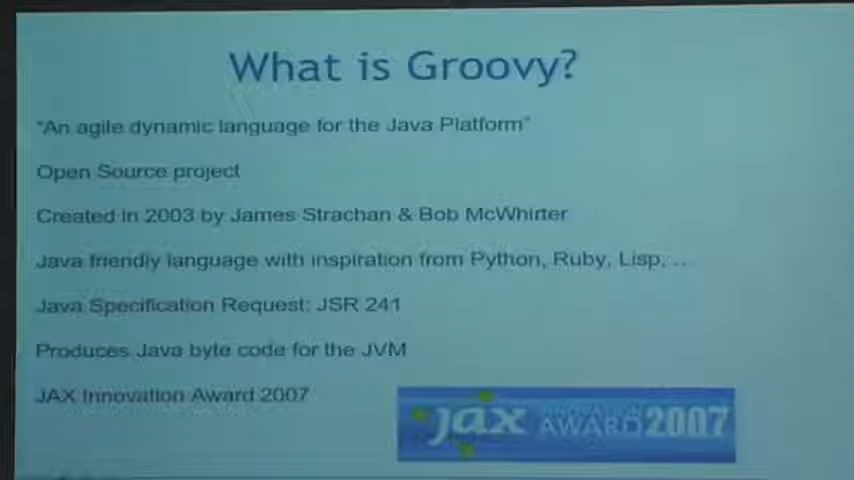 What is Groovy?
"An agile dynamic language for the Java Platform"
Open Source project
Created in 2003 by James Strachan & Bob McWhirter
Java friendly language with inspiration from Python, Ruby, Lisp, ...
Java Specification Request: JSR 241
Produces Java byte code for the JVM
JAX Innovation Award 2007
jax INNOVATION AWARD 2007